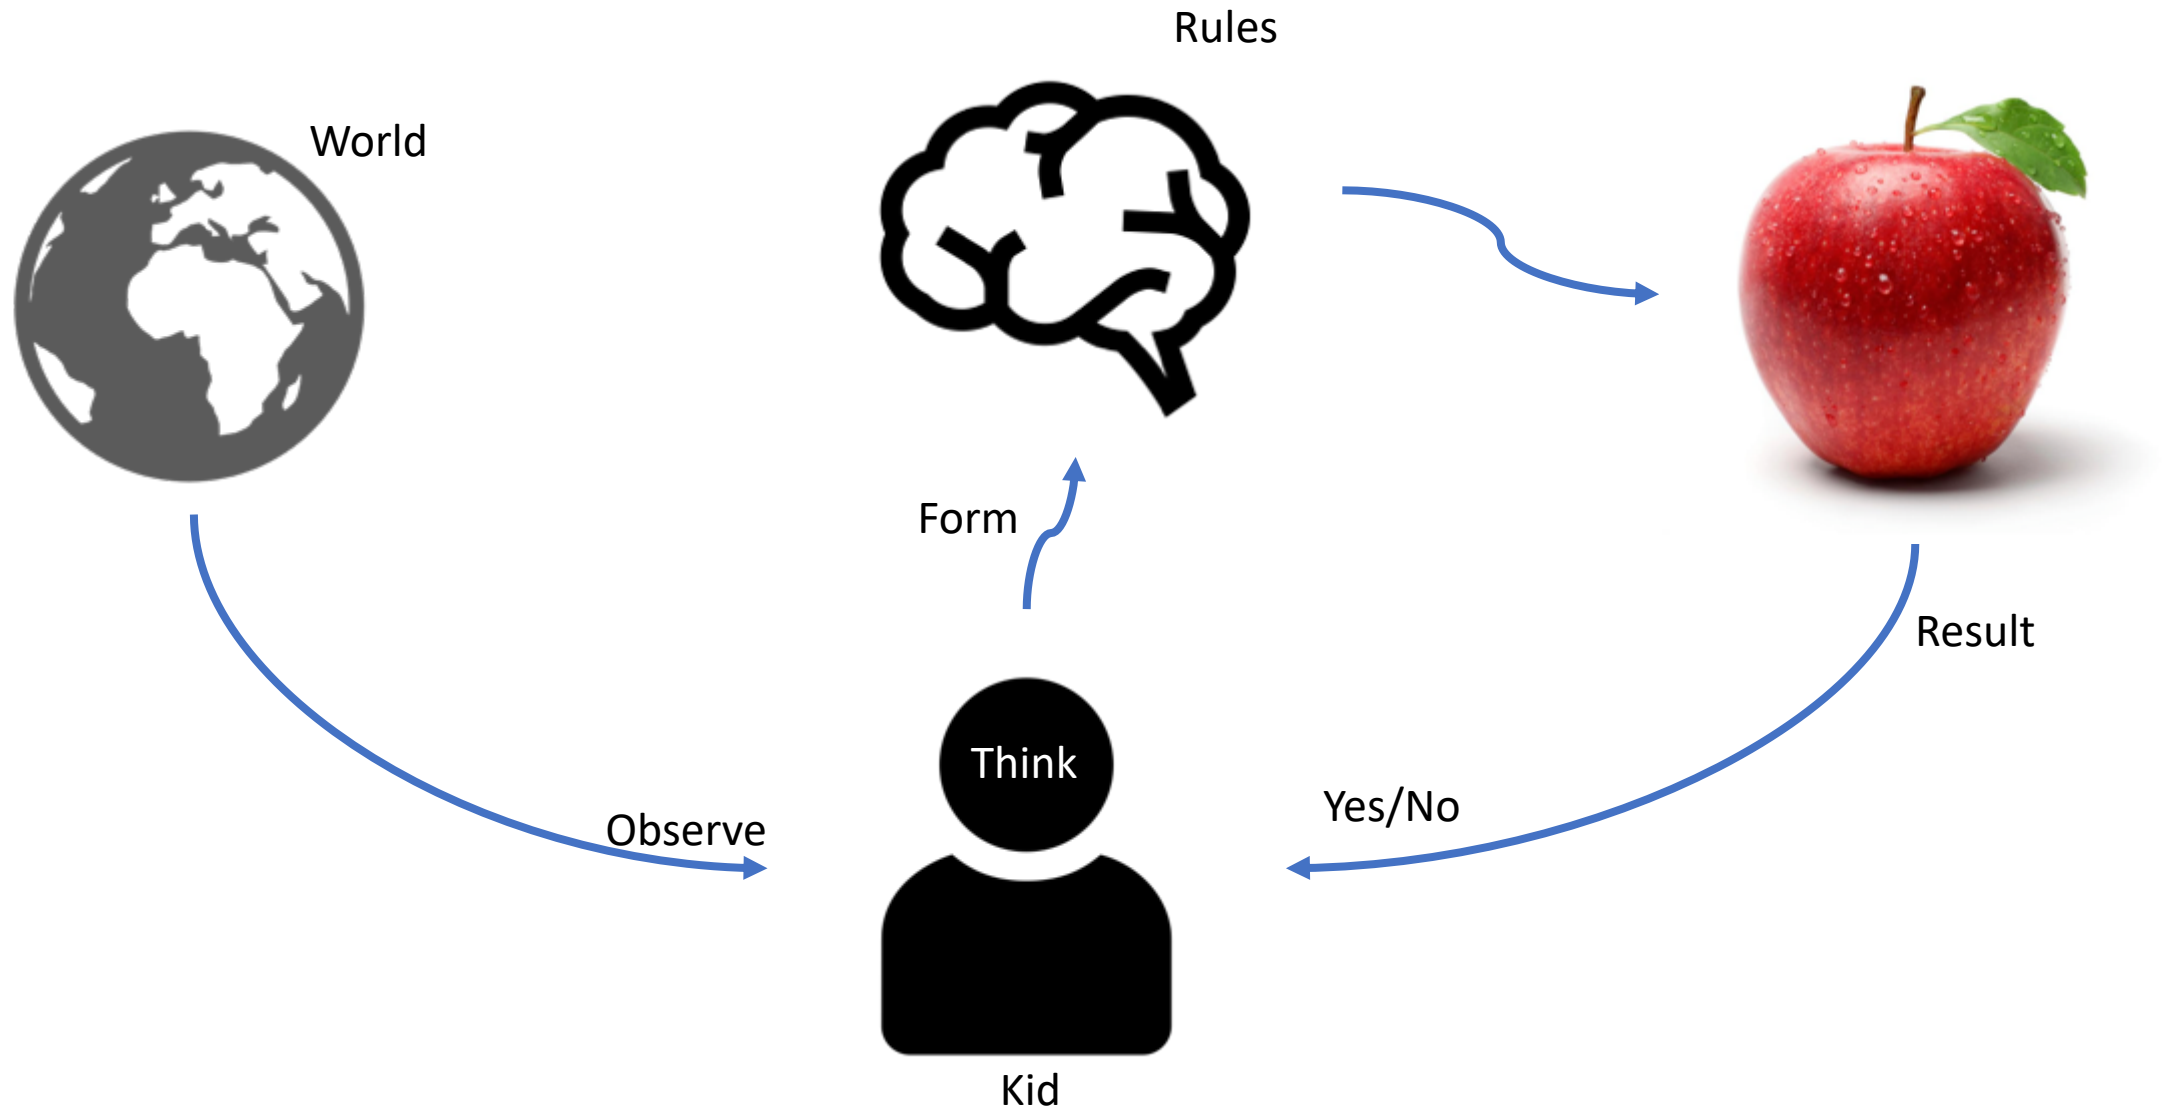 Rules
World
Form
Result
Think
Yes/No
Observe
Kid